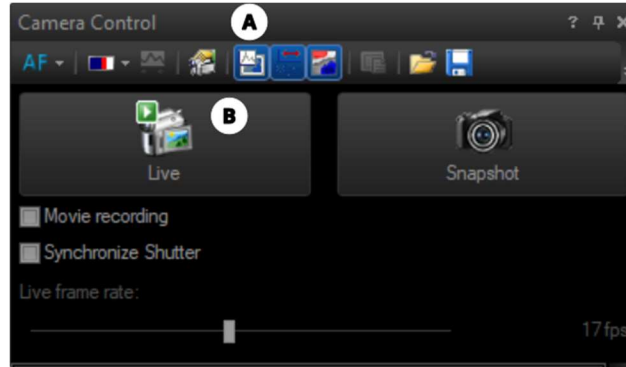 Camera Control
A
?
AF
B
Live
Snapshot
Movie recording
Synchronize Shutter
Live frame rate:
17 fps